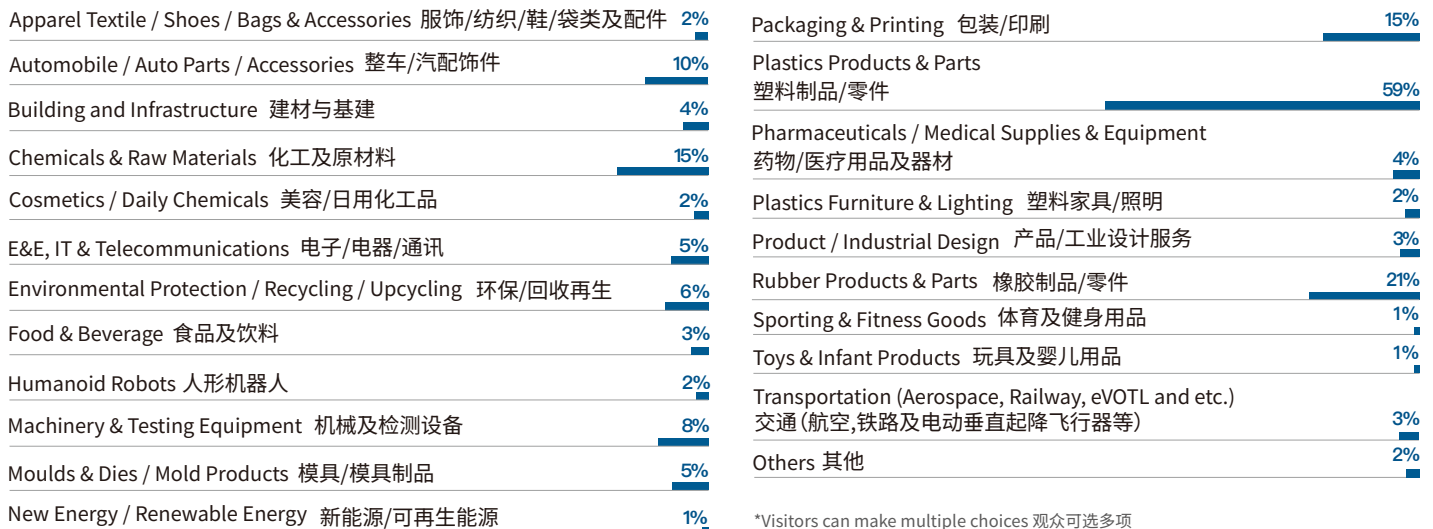 Apparel Textile / Shoes / Bags & Accessories 服饰/纺织/鞋/袋类及配件 2%
Automobile / Auto Parts / Accessories 整车/汽配饰件 10%
Building and Infrastructure 建材与基建 4%
Chemicals & Raw Materials 化工及原材料 15%
Cosmetics / Daily Chemicals 美容/日用化工品 2%
E&E, IT & Telecommunications 电子/电器/通讯 5%
Environmental Protection / Recycling / Upcycling 环保/回收再生 6%
Food & Beverage 食品及饮料 3%
Humanoid Robots 人形机器人 2%
Machinery & Testing Equipment 机械及检测设备 8%
Moulds & Dies / Mold Products 模具/模具制品 5%
New Energy / Renewable Energy 新能源/可再生能源 1%
Packaging & Printing 包装/印刷 15%
Plastics Products & Parts
塑料制品/零件 59%
Pharmaceuticals / Medical Supplies & Equipment
药物/医疗用品及器材 4%
Plastics Furniture & Lighting 塑料家具/照明 2%
Product / Industrial Design 产品/工业设计服务 3%
Rubber Products & Parts 橡胶制品/零件 21%
Sporting & Fitness Goods 体育及健身用品 1%
Toys & Infant Products 玩具及婴儿用品 1%
Transportation (Aerospace, Railway, eVOTL and etc.)
交通（航空,铁路及电动垂直起降飞行器等） 3%
Others 其他 2%
*Visitors can make multiple choices 观众可选多项